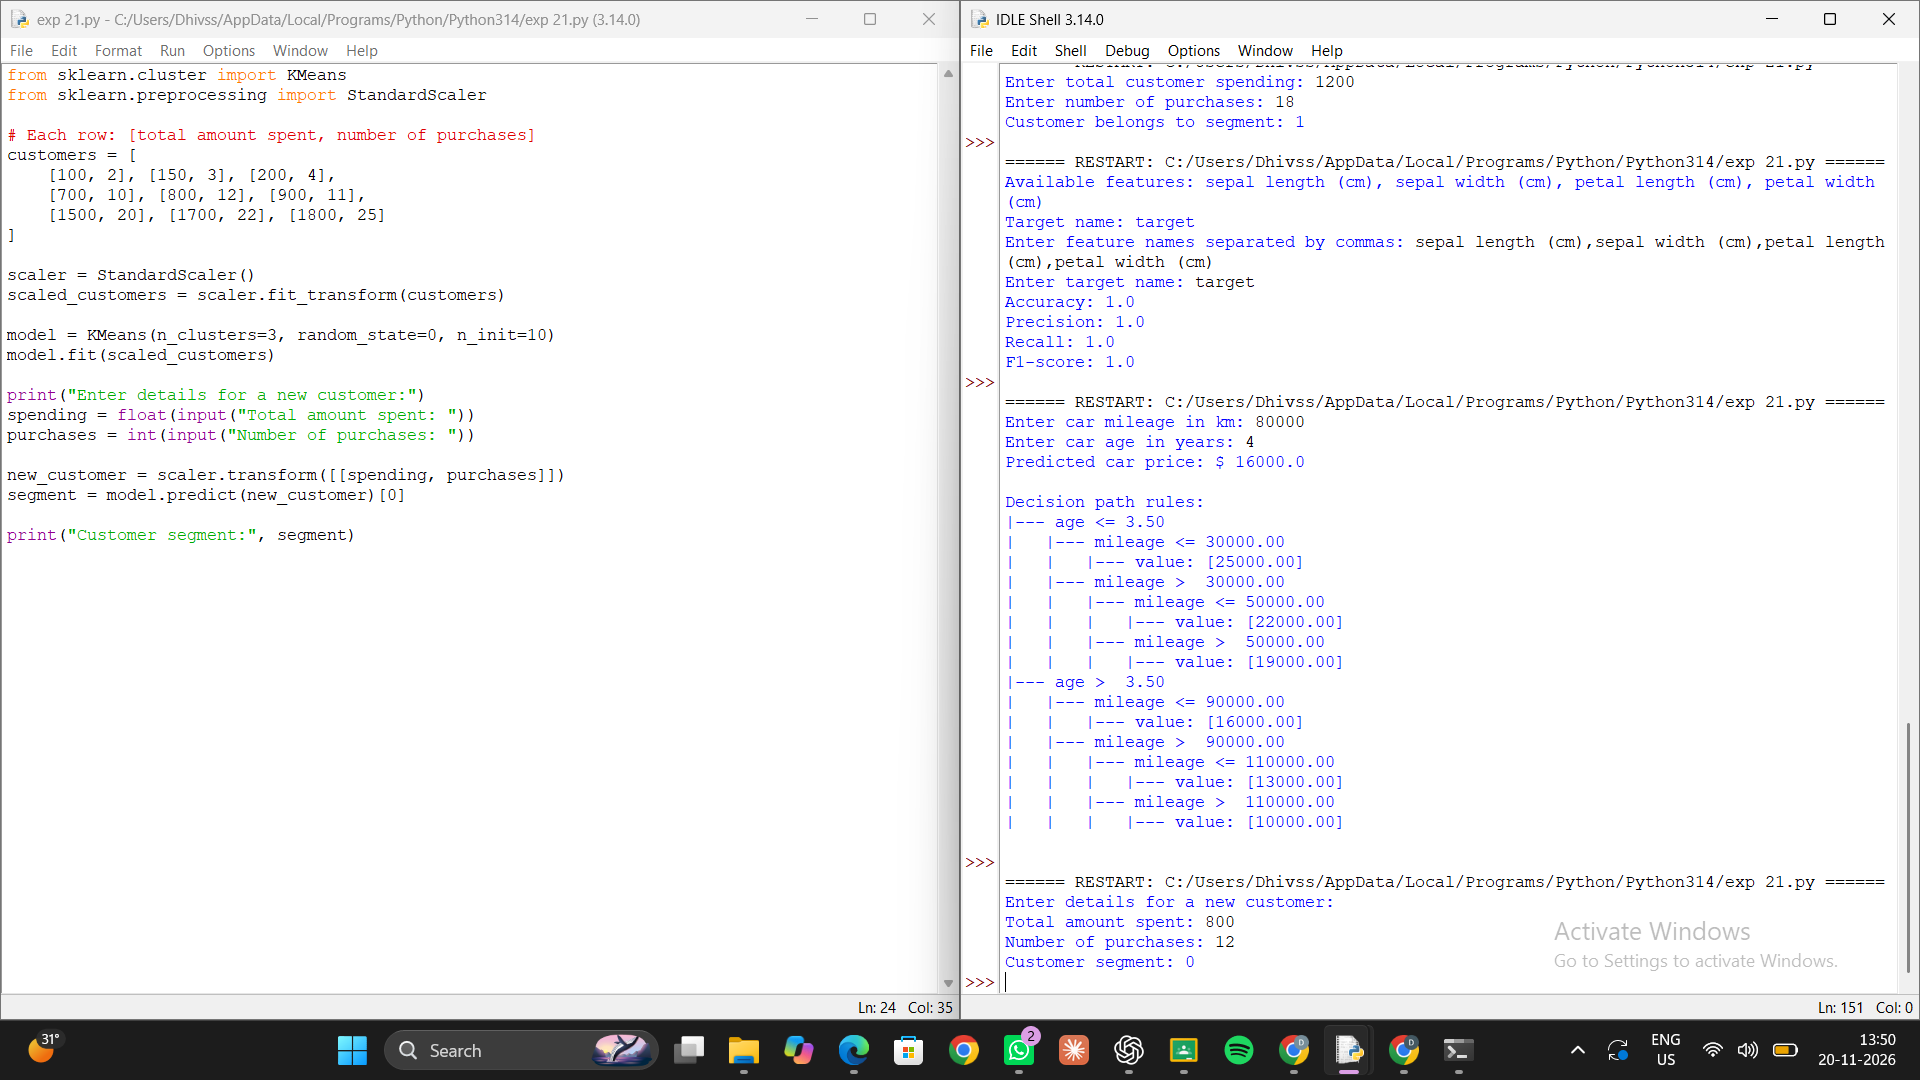 exp 21.py - C:/Users/Dhivss/AppData/Local/Programs/Python/Python314/exp 21.py (3.14.0)
File Edit Format Run Options Window Help
from sklearn.cluster import KMeans
from sklearn.preprocessing import StandardScaler
# Each row: [total amount spent, number of purchases]
customers = [
    [100, 2], [150, 3], [200, 4],
    [700, 10], [800, 12], [900, 11],
    [1500, 20], [1700, 22], [1800, 25]
]
scaler = StandardScaler()
scaled_customers = scaler.fit_transform(customers)
model = KMeans(n_clusters=3, random_state=0, n_init=10)
model.fit(scaled_customers)
print("Enter details for a new customer:")
spending = float(input("Total amount spent: "))
purchases = int(input("Number of purchases: "))
new_customer = scaler.transform([[spending, purchases]])
segment = model.predict(new_customer)[0]
print("Customer segment:", segment)
Ln: 24 Col: 35
IDLE Shell 3.14.0
File Edit Shell Debug Options Window Help
RESTART: C:/Users/Dhivss/AppData/Local/Programs/Python/Python314/exp 21.py
Enter total customer spending: 1200
Enter number of purchases: 18
Customer belongs to segment: 1
>>>
====== RESTART: C:/Users/Dhivss/AppData/Local/Programs/Python/Python314/exp 21.py ======
Available features: sepal length (cm), sepal width (cm), petal length (cm), petal width
(cm)
Target name: target
Enter feature names separated by commas: sepal length (cm),sepal width (cm),petal length
(cm),petal width (cm)
Enter target name: target
Accuracy: 1.0
Precision: 1.0
Recall: 1.0
F1-score: 1.0
>>>
====== RESTART: C:/Users/Dhivss/AppData/Local/Programs/Python/Python314/exp 21.py ======
Enter car mileage in km: 80000
Enter car age in years: 4
Predicted car price: $ 16000.0
Decision path rules:
|--- age <= 3.50
|   |--- mileage <= 30000.00
|   |   |--- value: [25000.00]
|   |--- mileage >  30000.00
|   |   |--- mileage <= 50000.00
|   |   |   |--- value: [22000.00]
|   |   |--- mileage >  50000.00
|   |   |   |--- value: [19000.00]
|--- age >  3.50
|   |--- mileage <= 90000.00
|   |   |--- value: [16000.00]
|   |--- mileage >  90000.00
|   |   |--- mileage <= 110000.00
|   |   |   |--- value: [13000.00]
|   |   |--- mileage >  110000.00
|   |   |   |--- value: [10000.00]
>>>
====== RESTART: C:/Users/Dhivss/AppData/Local/Programs/Python/Python314/exp 21.py ======
Enter details for a new customer:
Total amount spent: 800
Number of purchases: 12
Customer segment: 0
>>>
Activate Windows
Go to Settings to activate Windows.
Ln: 151 Col: 0
31°
Search
2
D
D
ENG
US
13:50
20-11-2026